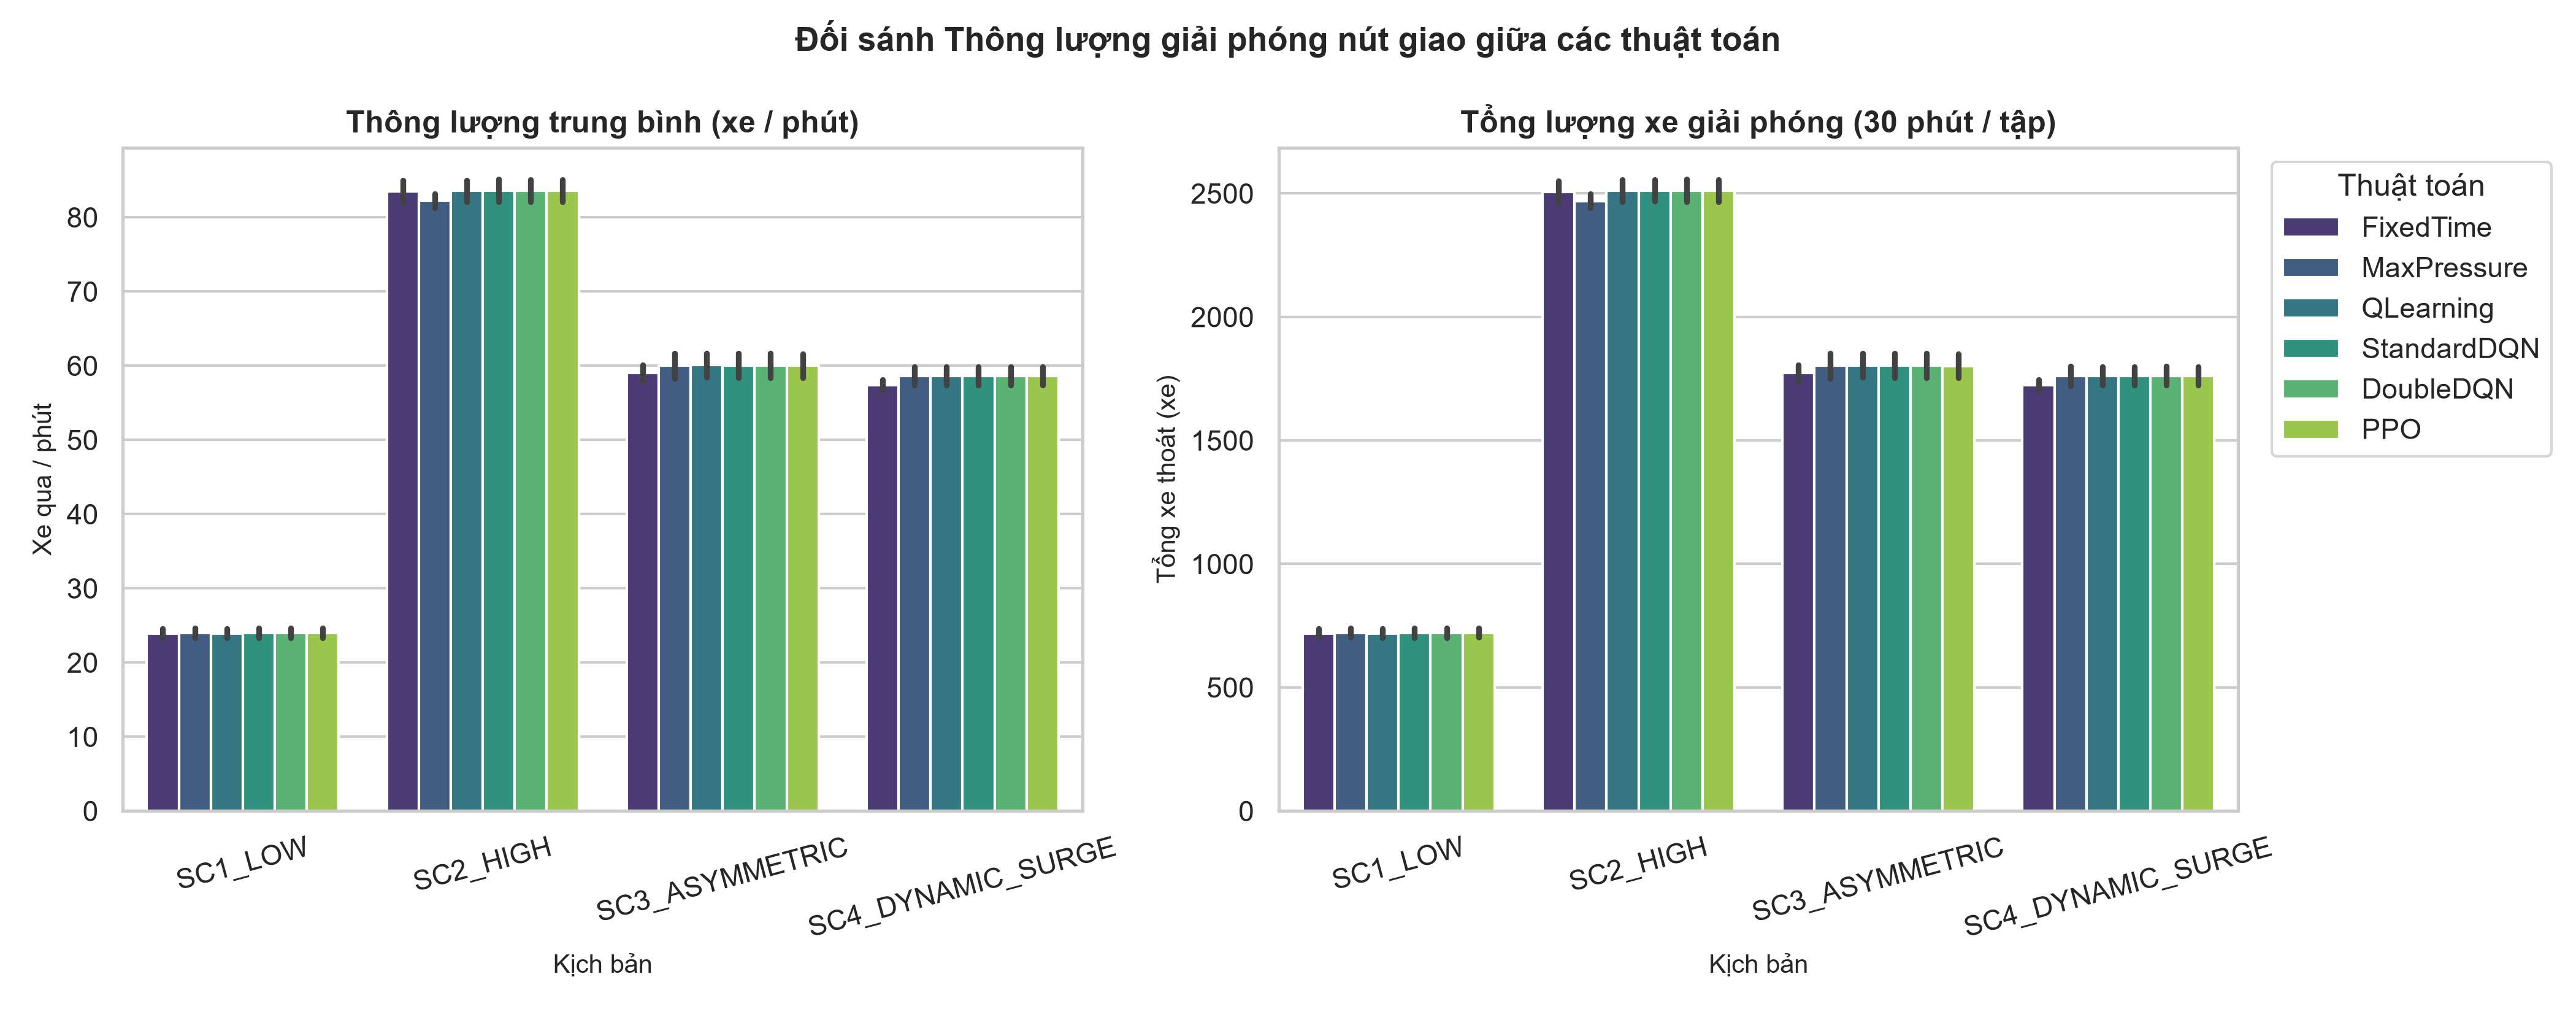 Đối sánh Thông lượng giải phóng nút giao giữa các thuật toán
Thông lượng trung bình (xe / phút)
Xe qua / phút
80
70
60
50
40
30
20
10
0
SC1_LOW
SC2_HIGH
SC3_ASYMMETRIC
SC4_DYNAMIC_SURGE
Kịch bản
Tổng lượng xe giải phóng (30 phút / tập)
Tổng xe thoát (xe)
2500
2000
1500
1000
500
0
SC1_LOW
SC2_HIGH
SC3_ASYMMETRIC
SC4_DYNAMIC_SURGE
Kịch bản
Thuật toán
FixedTime
MaxPressure
QLearning
StandardDQN
DoubleDQN
PPO